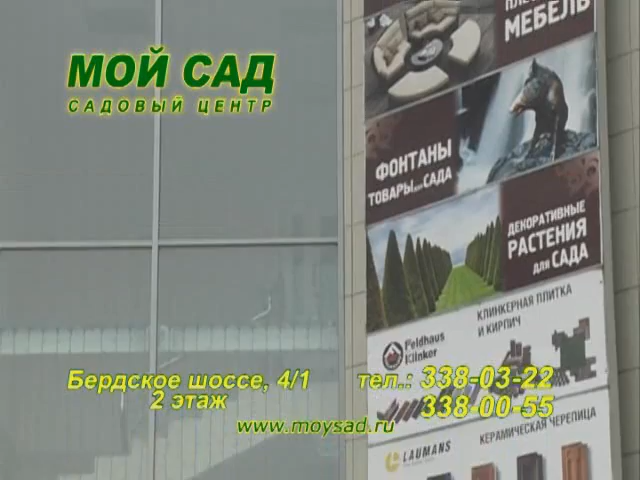 МОЙ САД
САДОВЫЙ ЦЕНТР
МЕБЕЛЬ
ФОНТАНЫ
ТОВАРЫ для САДА
ДЕКОРАТИВНЫЕ
РАСТЕНИЯ
для САДА
КЛИНКЕРНАЯ ПЛИТКА
И КИРПИЧ
Feldhaus
Klinker
Бердское шоссе, 4/1
2 этаж
тел.: 338-03-22
338-00-55
www.moysad.ru
КЕРАМИЧЕСКАЯ ЧЕРЕПИЦА
LAUMANS